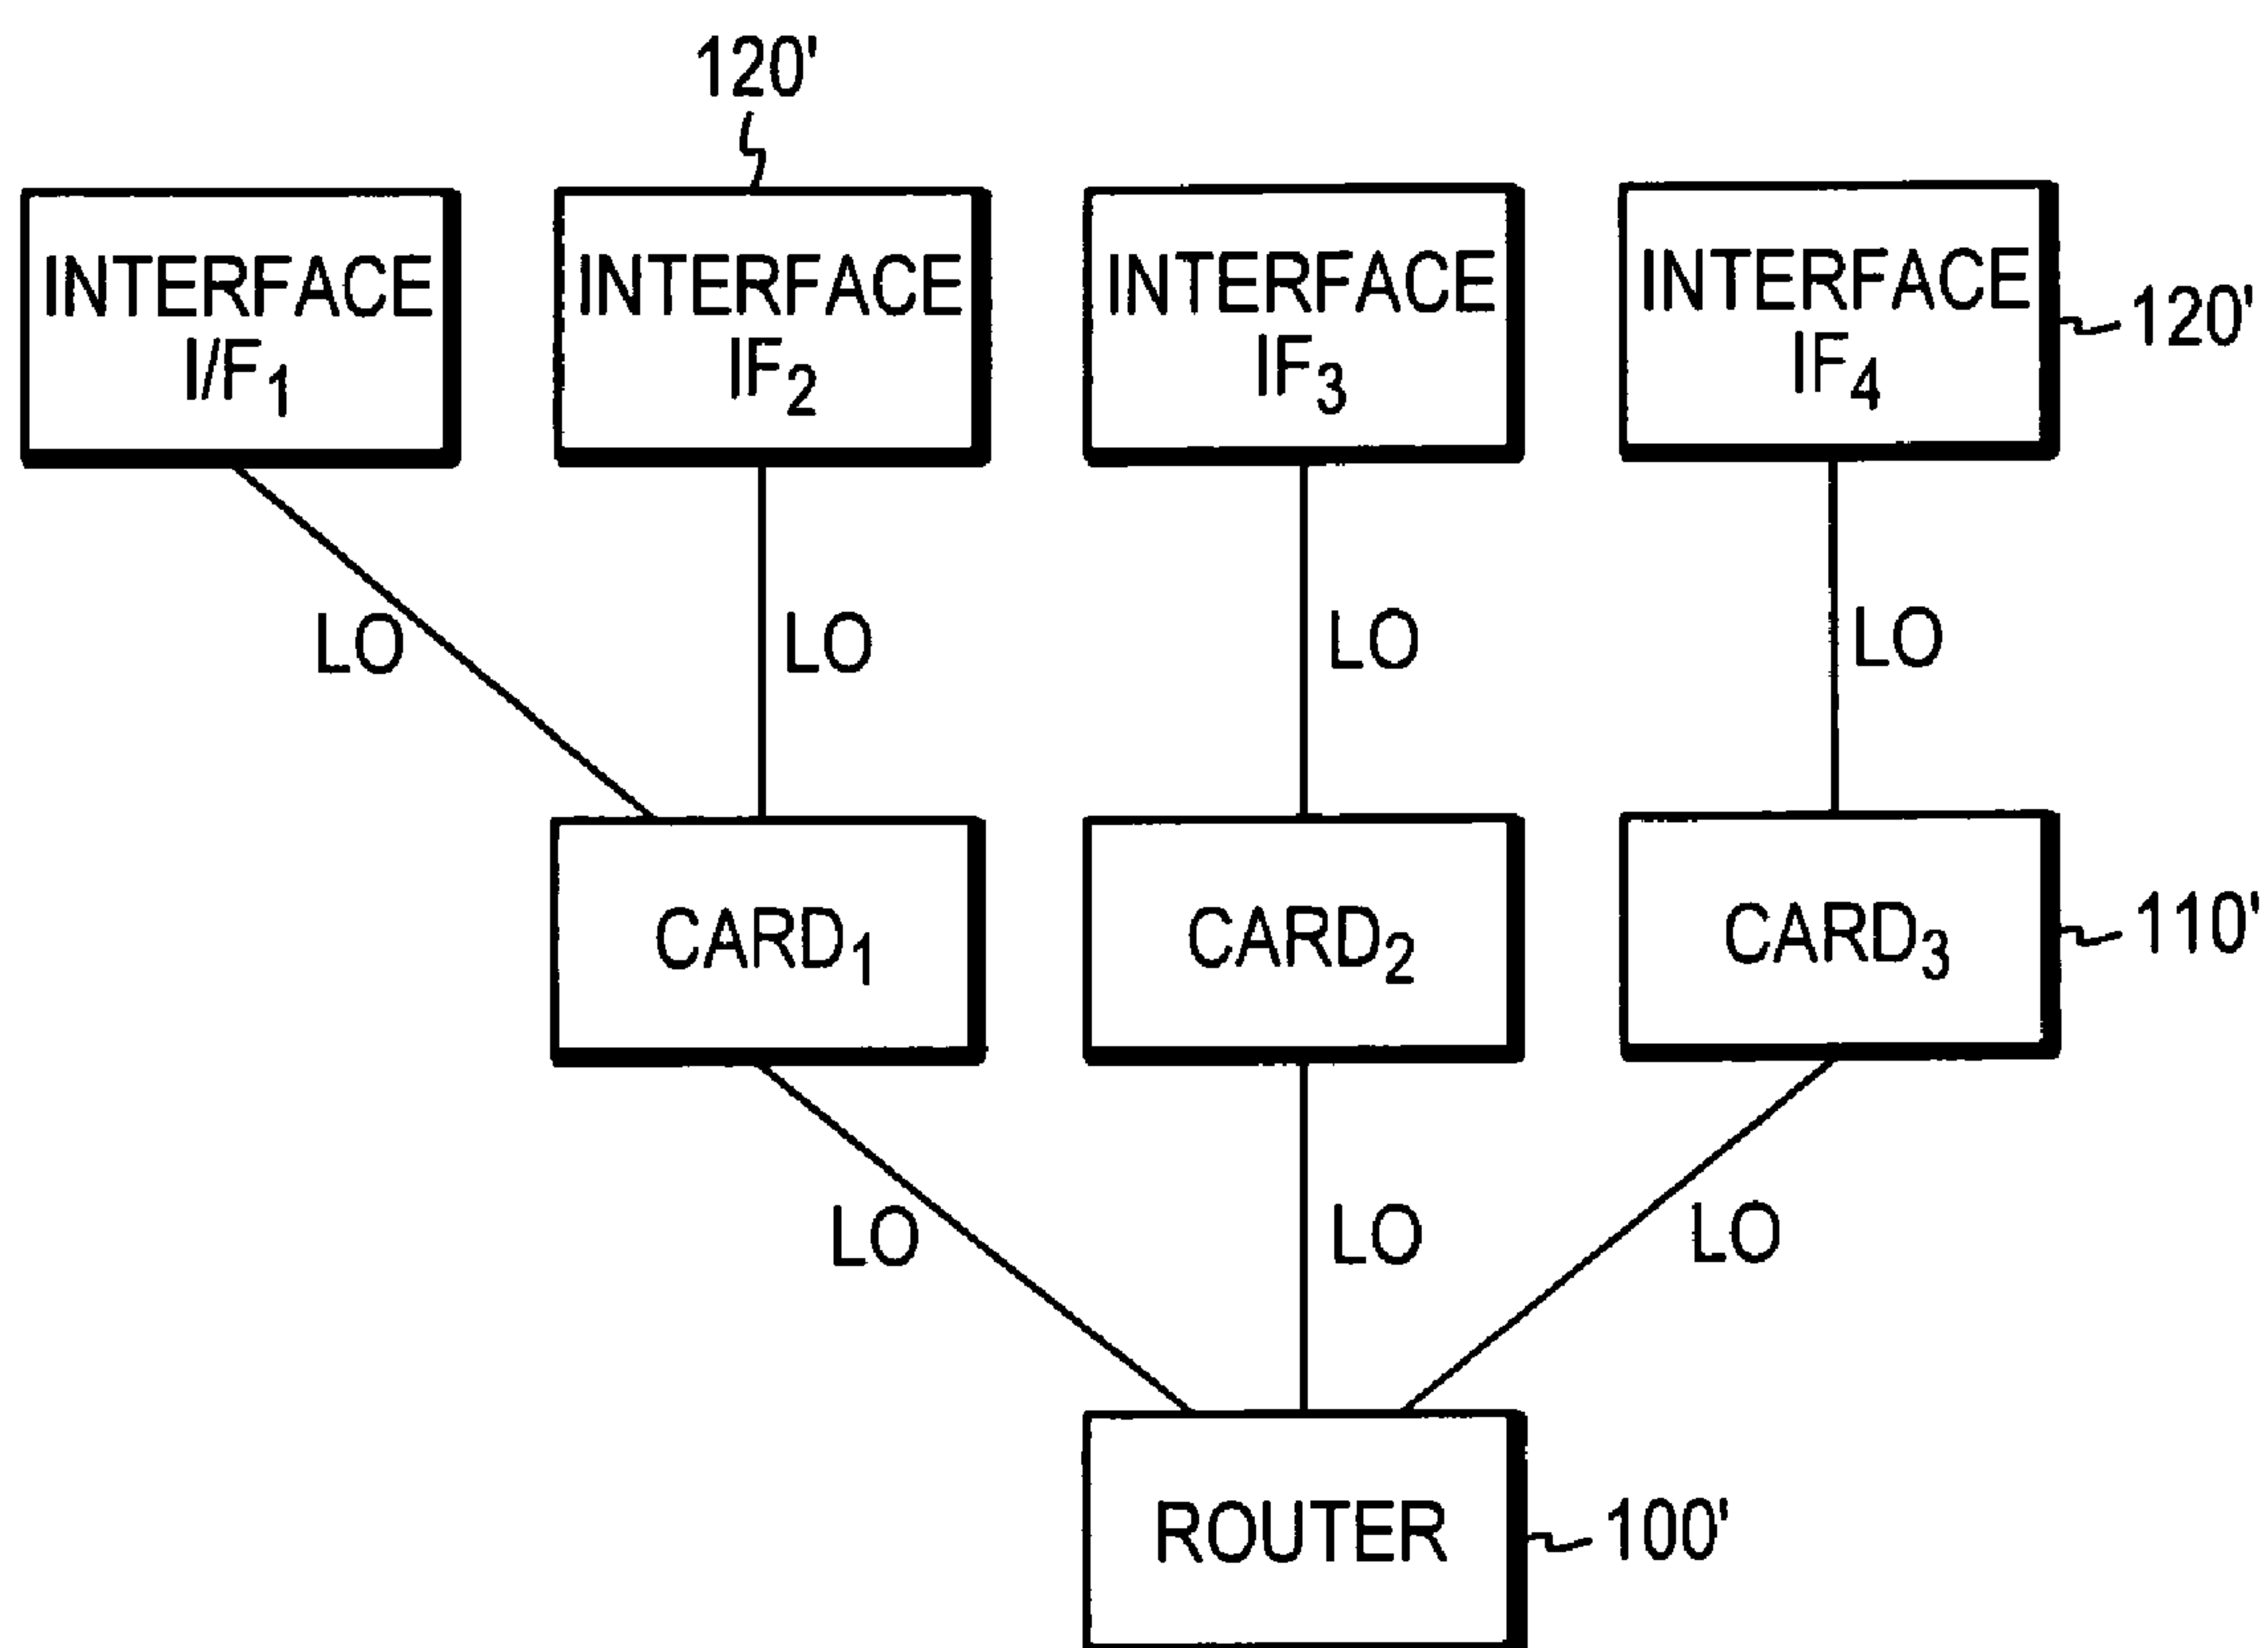 120'
INTERFACE
I/F1
INTERFACE
IF2
INTERFACE
IF3
INTERFACE
IF4
120'
LO
LO
LO
LO
CARD1
CARD2
CARD3
110'
LO
LO
LO
ROUTER
100'